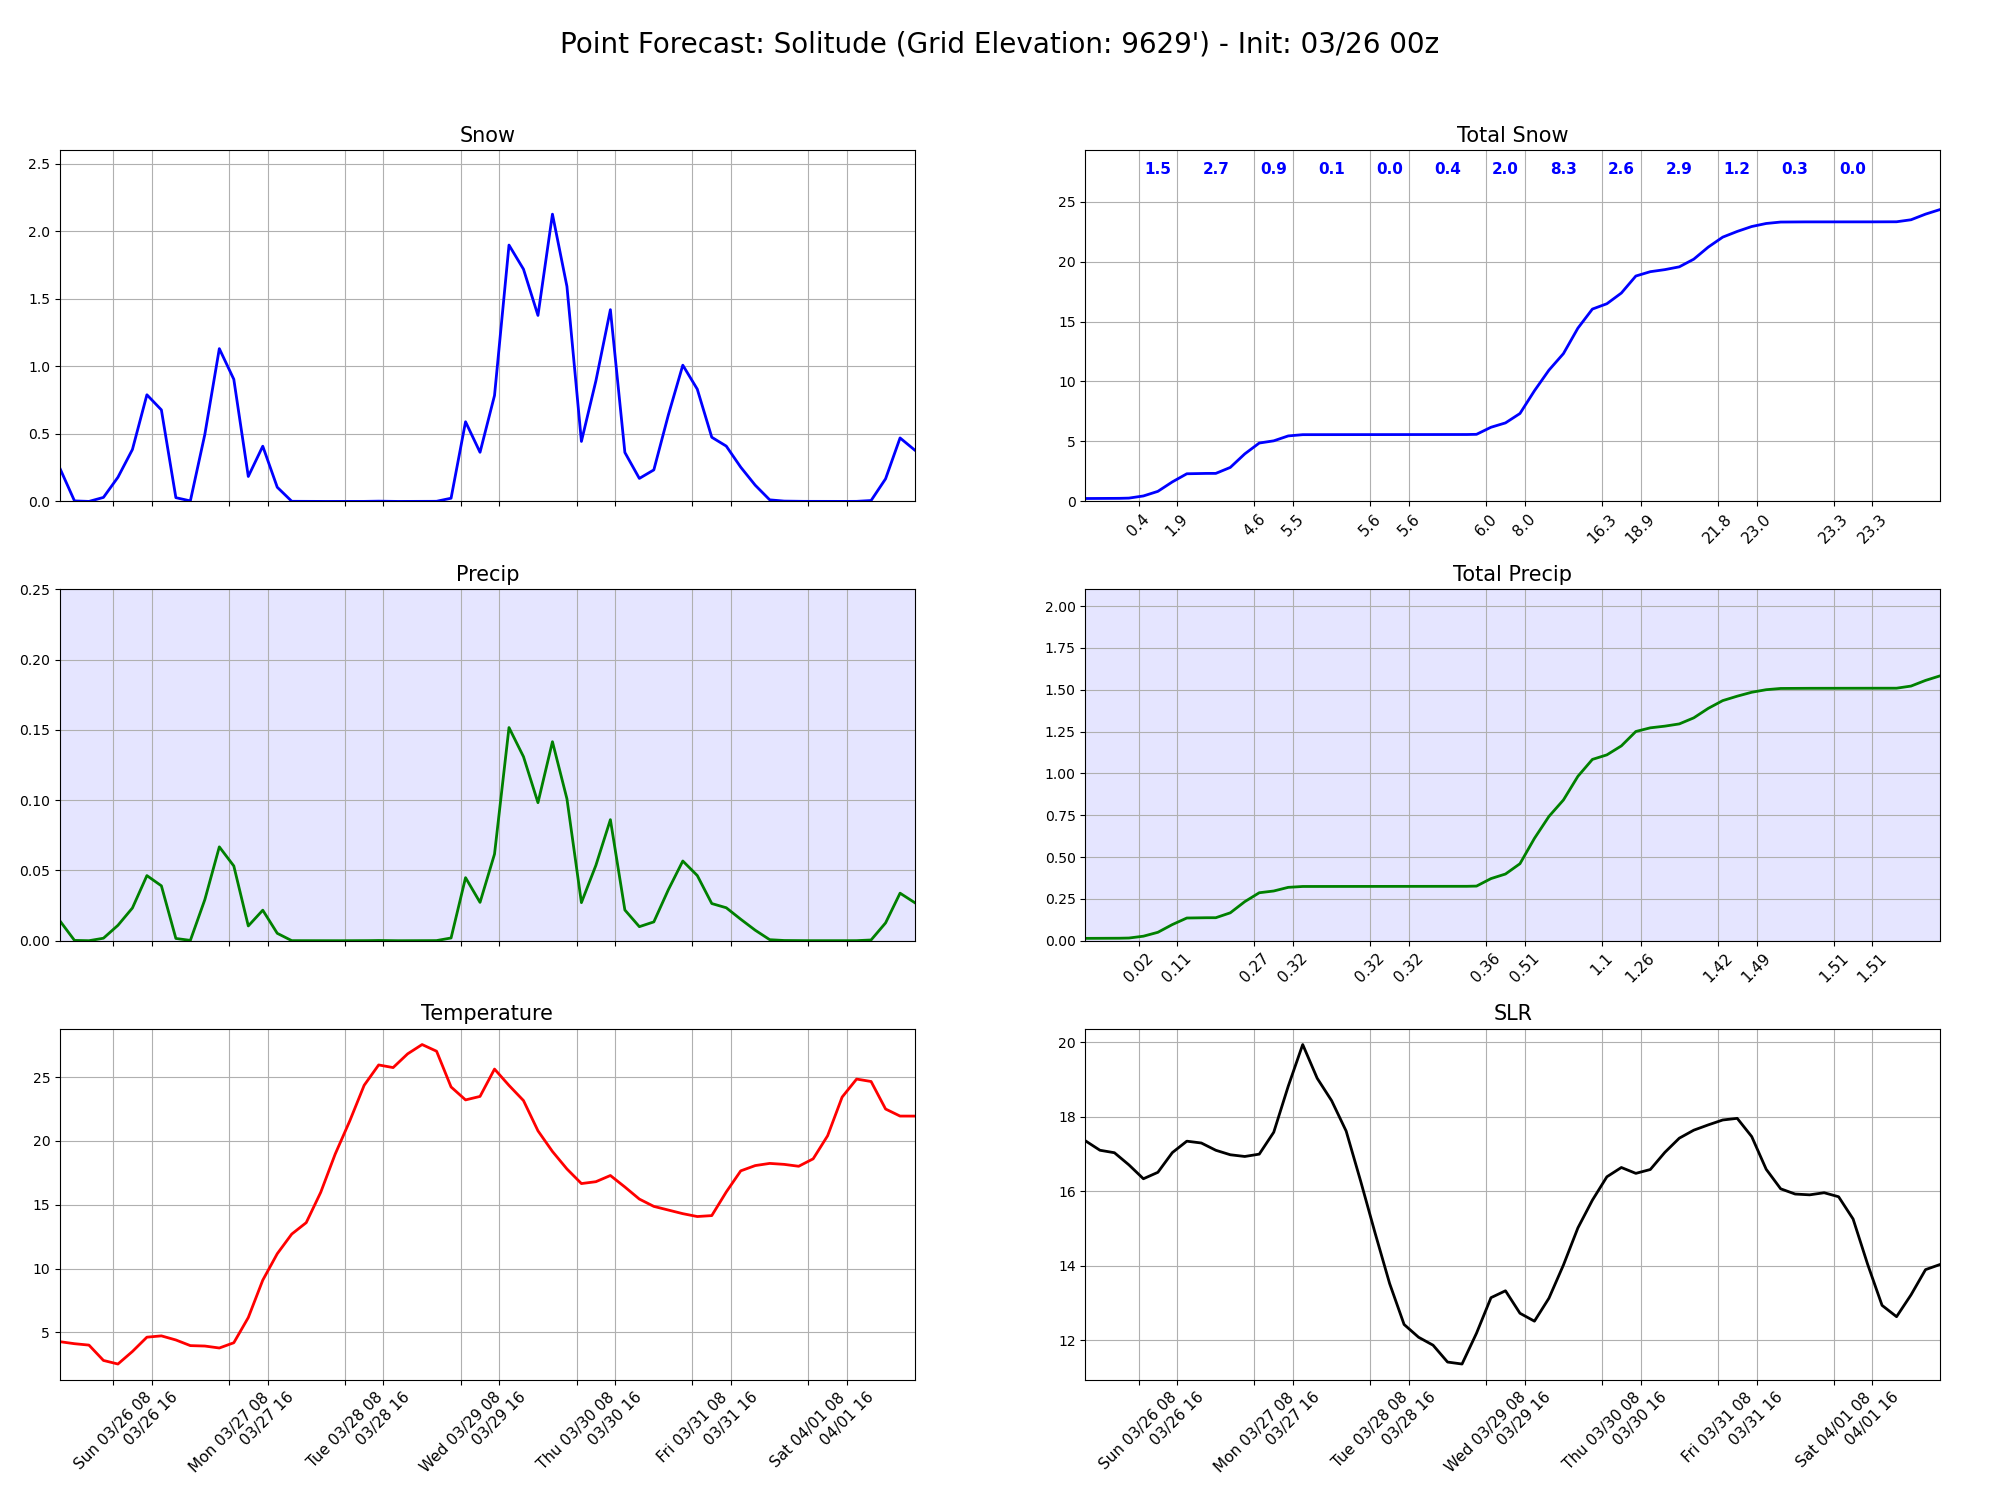 Point Forecast: Solitude (Grid Elevation: 9629') - Init: 03/26 00z
Snow
2.5
2.0
1.5
1.0
0.5
0.0
Total Snow
1.5 2.7 0.9 0.1 0.0 0.4 2.0 8.3 2.6 2.9 1.2 0.3 0.0
25
20
15
10
5
0
0.4 1.9 4.6 5.5 5.6 5.6 6.0 8.0 16.3 18.9 21.8 23.0 23.3 23.3
Precip
0.25
0.20
0.15
0.10
0.05
0.00
Total Precip
2.00
1.75
1.50
1.25
1.00
0.75
0.50
0.25
0.00
0.02 0.11 0.27 0.32 0.32 0.32 0.36 0.51 1.1 1.26 1.42 1.49 1.51 1.51
Temperature
25
20
15
10
5
Sun 03/26 08
03/26 16
Mon 03/27 08
03/27 16
Tue 03/28 08
03/28 16
Wed 03/29 08
03/29 16
Thu 03/30 08
03/30 16
Fri 03/31 08
03/31 16
Sat 04/01 08
04/01 16
SLR
20
18
16
14
12
Sun 03/26 08
03/26 16
Mon 03/27 08
03/27 16
Tue 03/28 08
03/28 16
Wed 03/29 08
03/29 16
Thu 03/30 08
03/30 16
Fri 03/31 08
03/31 16
Sat 04/01 08
04/01 16